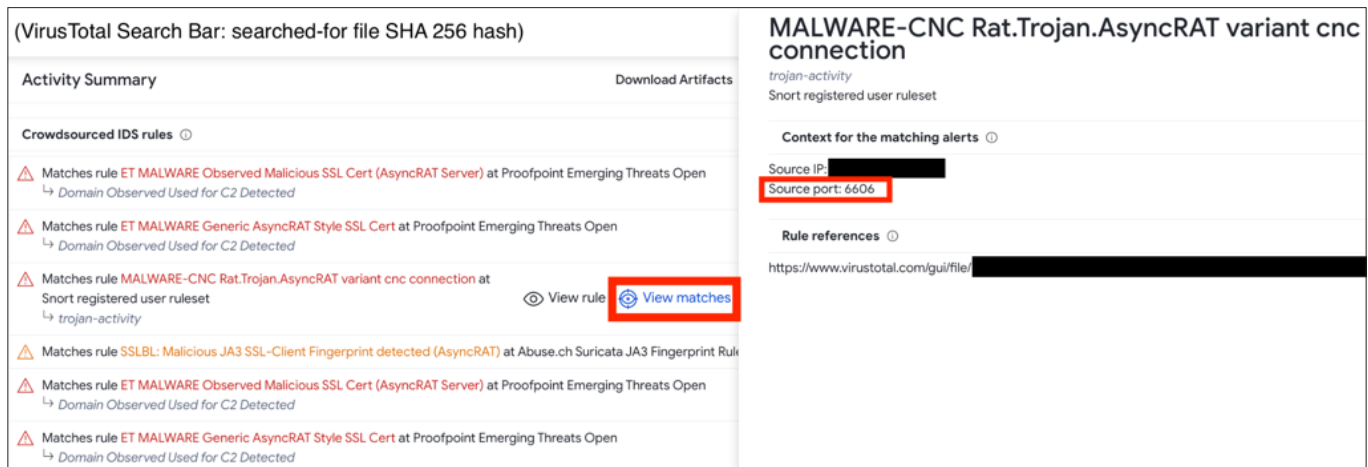 (VirusTotal Search Bar: searched-for file SHA 256 hash)
Activity Summary
Download Artifacts
Crowdsourced IDS rules
Matches rule ET MALWARE Observed Malicious SSL Cert (AsyncRAT Server) at Proofpoint Emerging Threats Open
↳ Domain Observed Used for C2 Detected
Matches rule ET MALWARE Generic AsyncRAT Style SSL Cert at Proofpoint Emerging Threats Open
↳ Domain Observed Used for C2 Detected
Matches rule MALWARE-CNC Rat.Trojan.AsyncRAT variant cnc connection at
Snort registered user ruleset
View rule
View matches
↳ trojan-activity
Matches rule SSLBL: Malicious JA3 SSL-Client Fingerprint detected (AsyncRAT) at Abuse.ch Suricata JA3 Fingerprint Rule
Matches rule ET MALWARE Observed Malicious SSL Cert (AsyncRAT Server) at Proofpoint Emerging Threats Open
↳ Domain Observed Used for C2 Detected
Matches rule ET MALWARE Generic AsyncRAT Style SSL Cert at Proofpoint Emerging Threats Open
↳ Domain Observed Used for C2 Detected
MALWARE-CNC Rat.Trojan.AsyncRAT variant cnc
connection
trojan-activity
Snort registered user ruleset
Context for the matching alerts
Source IP:
Source port: 6606
Rule references
https://www.virustotal.com/gui/file/